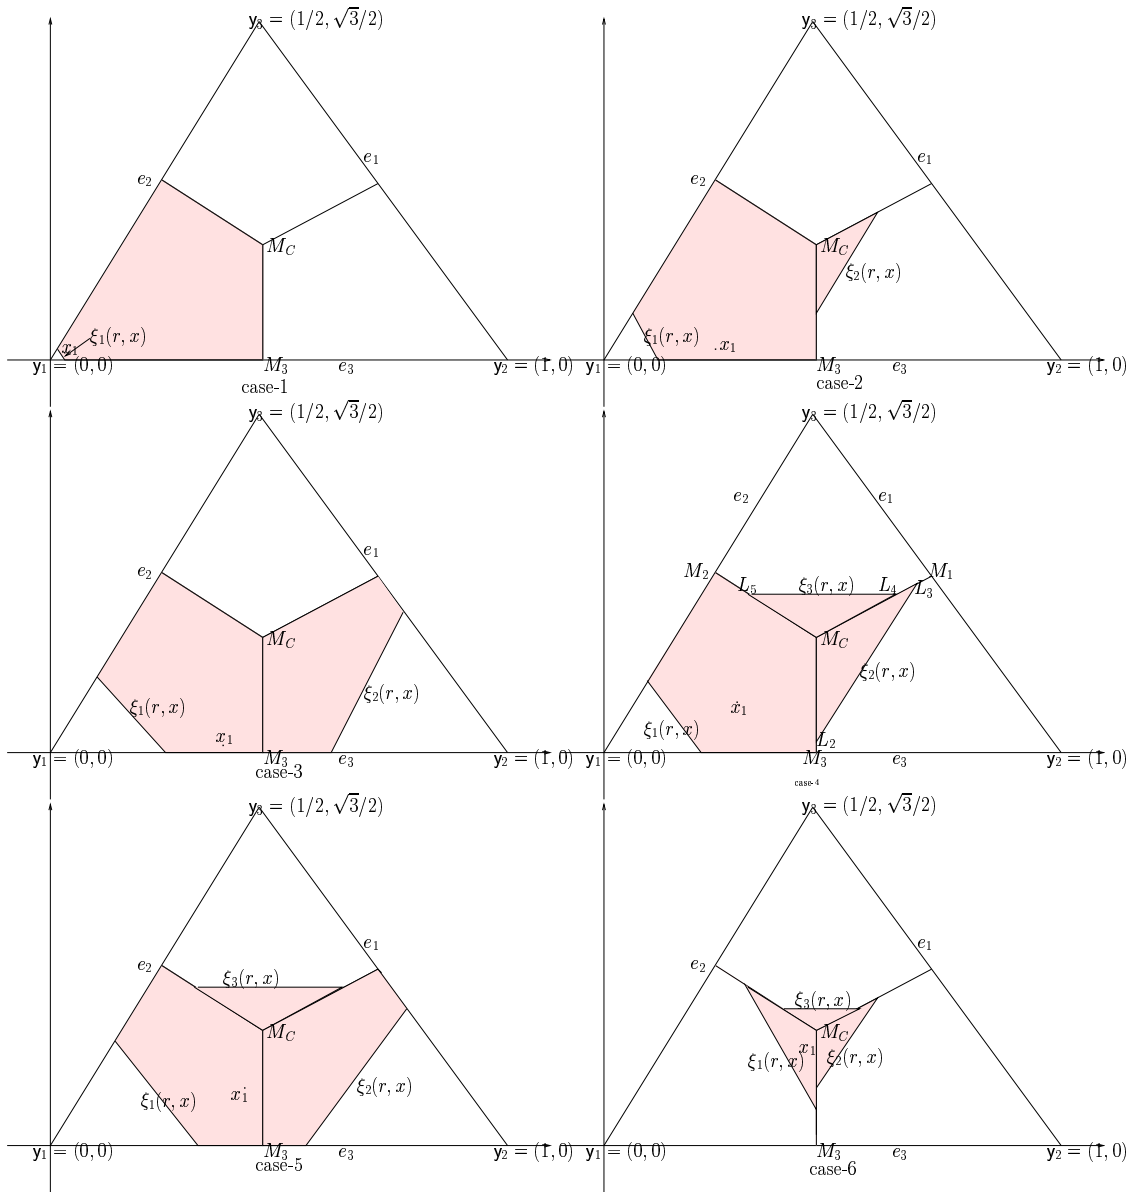 y₃ = (1/2, √3/2)
e₁
e₂
M_C
ξ₁(r, x)
x₁
y₁ = (0, 0)
M₃
e₃
y₂ = (1, 0)
case-1
y₃ = (1/2, √3/2)
e₁
e₂
M_C
ξ₂(r, x)
ξ₁(r, x)
x₁
y₁ = (0, 0)
M₃
e₃
y₂ = (1, 0)
case-2
y₃ = (1/2, √3/2)
e₁
e₂
M_C
ξ₂(r, x)
ξ₁(r, x)
x₁
y₁ = (0, 0)
M₃
e₃
y₂ = (1, 0)
case-3
y₃ = (1/2, √3/2)
e₂
e₁
M₂
M₁
L₅
ξ₃(r, x)
L₄
L₃
M_C
ξ₂(r, x)
x₁
ξ₁(r, x)
L₂
y₁ = (0, 0)
M₃
e₃
y₂ = (1, 0)
case-4
y₃ = (1/2, √3/2)
e₁
e₂
ξ₃(r, x)
M_C
ξ₂(r, x)
x₁
ξ₁(r, x)
y₁ = (0, 0)
M₃
e₃
y₂ = (1, 0)
case-5
y₃ = (1/2, √3/2)
e₁
e₂
ξ₃(r, x)
M_C
x₁
ξ₁(r, x)
ξ₂(r, x)
y₁ = (0, 0)
M₃
e₃
y₂ = (1, 0)
case-6